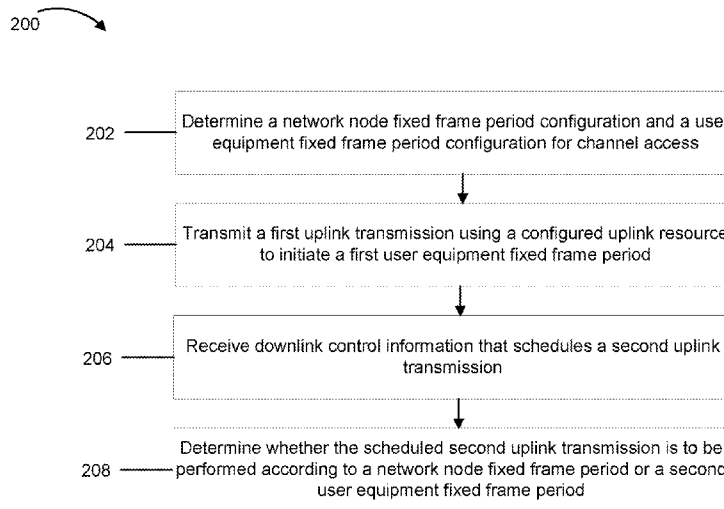 200
202
Determine a network node fixed frame period configuration and a use
equipment fixed frame period configuration for channel access
204
Transmit a first uplink transmission using a configured uplink resource
to initiate a first user equipment fixed frame period
206
Receive downlink control information that schedules a second uplink
transmission
208
Determine whether the scheduled second uplink transmission is to be
performed according to a network node fixed frame period or a second
user equipment fixed frame period